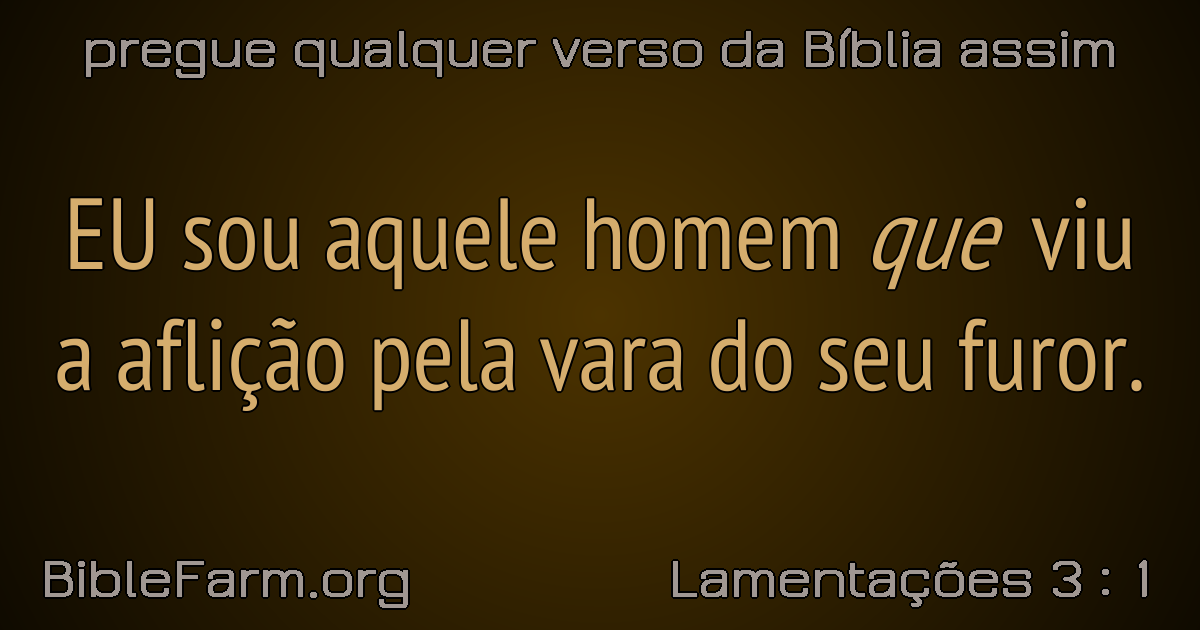 pregue qualquer verso da Bíblia assim
EU sou aquele homem que viu
a aflição pela vara do seu furor.
BibleFarm.org
Lamentações 3 : 1